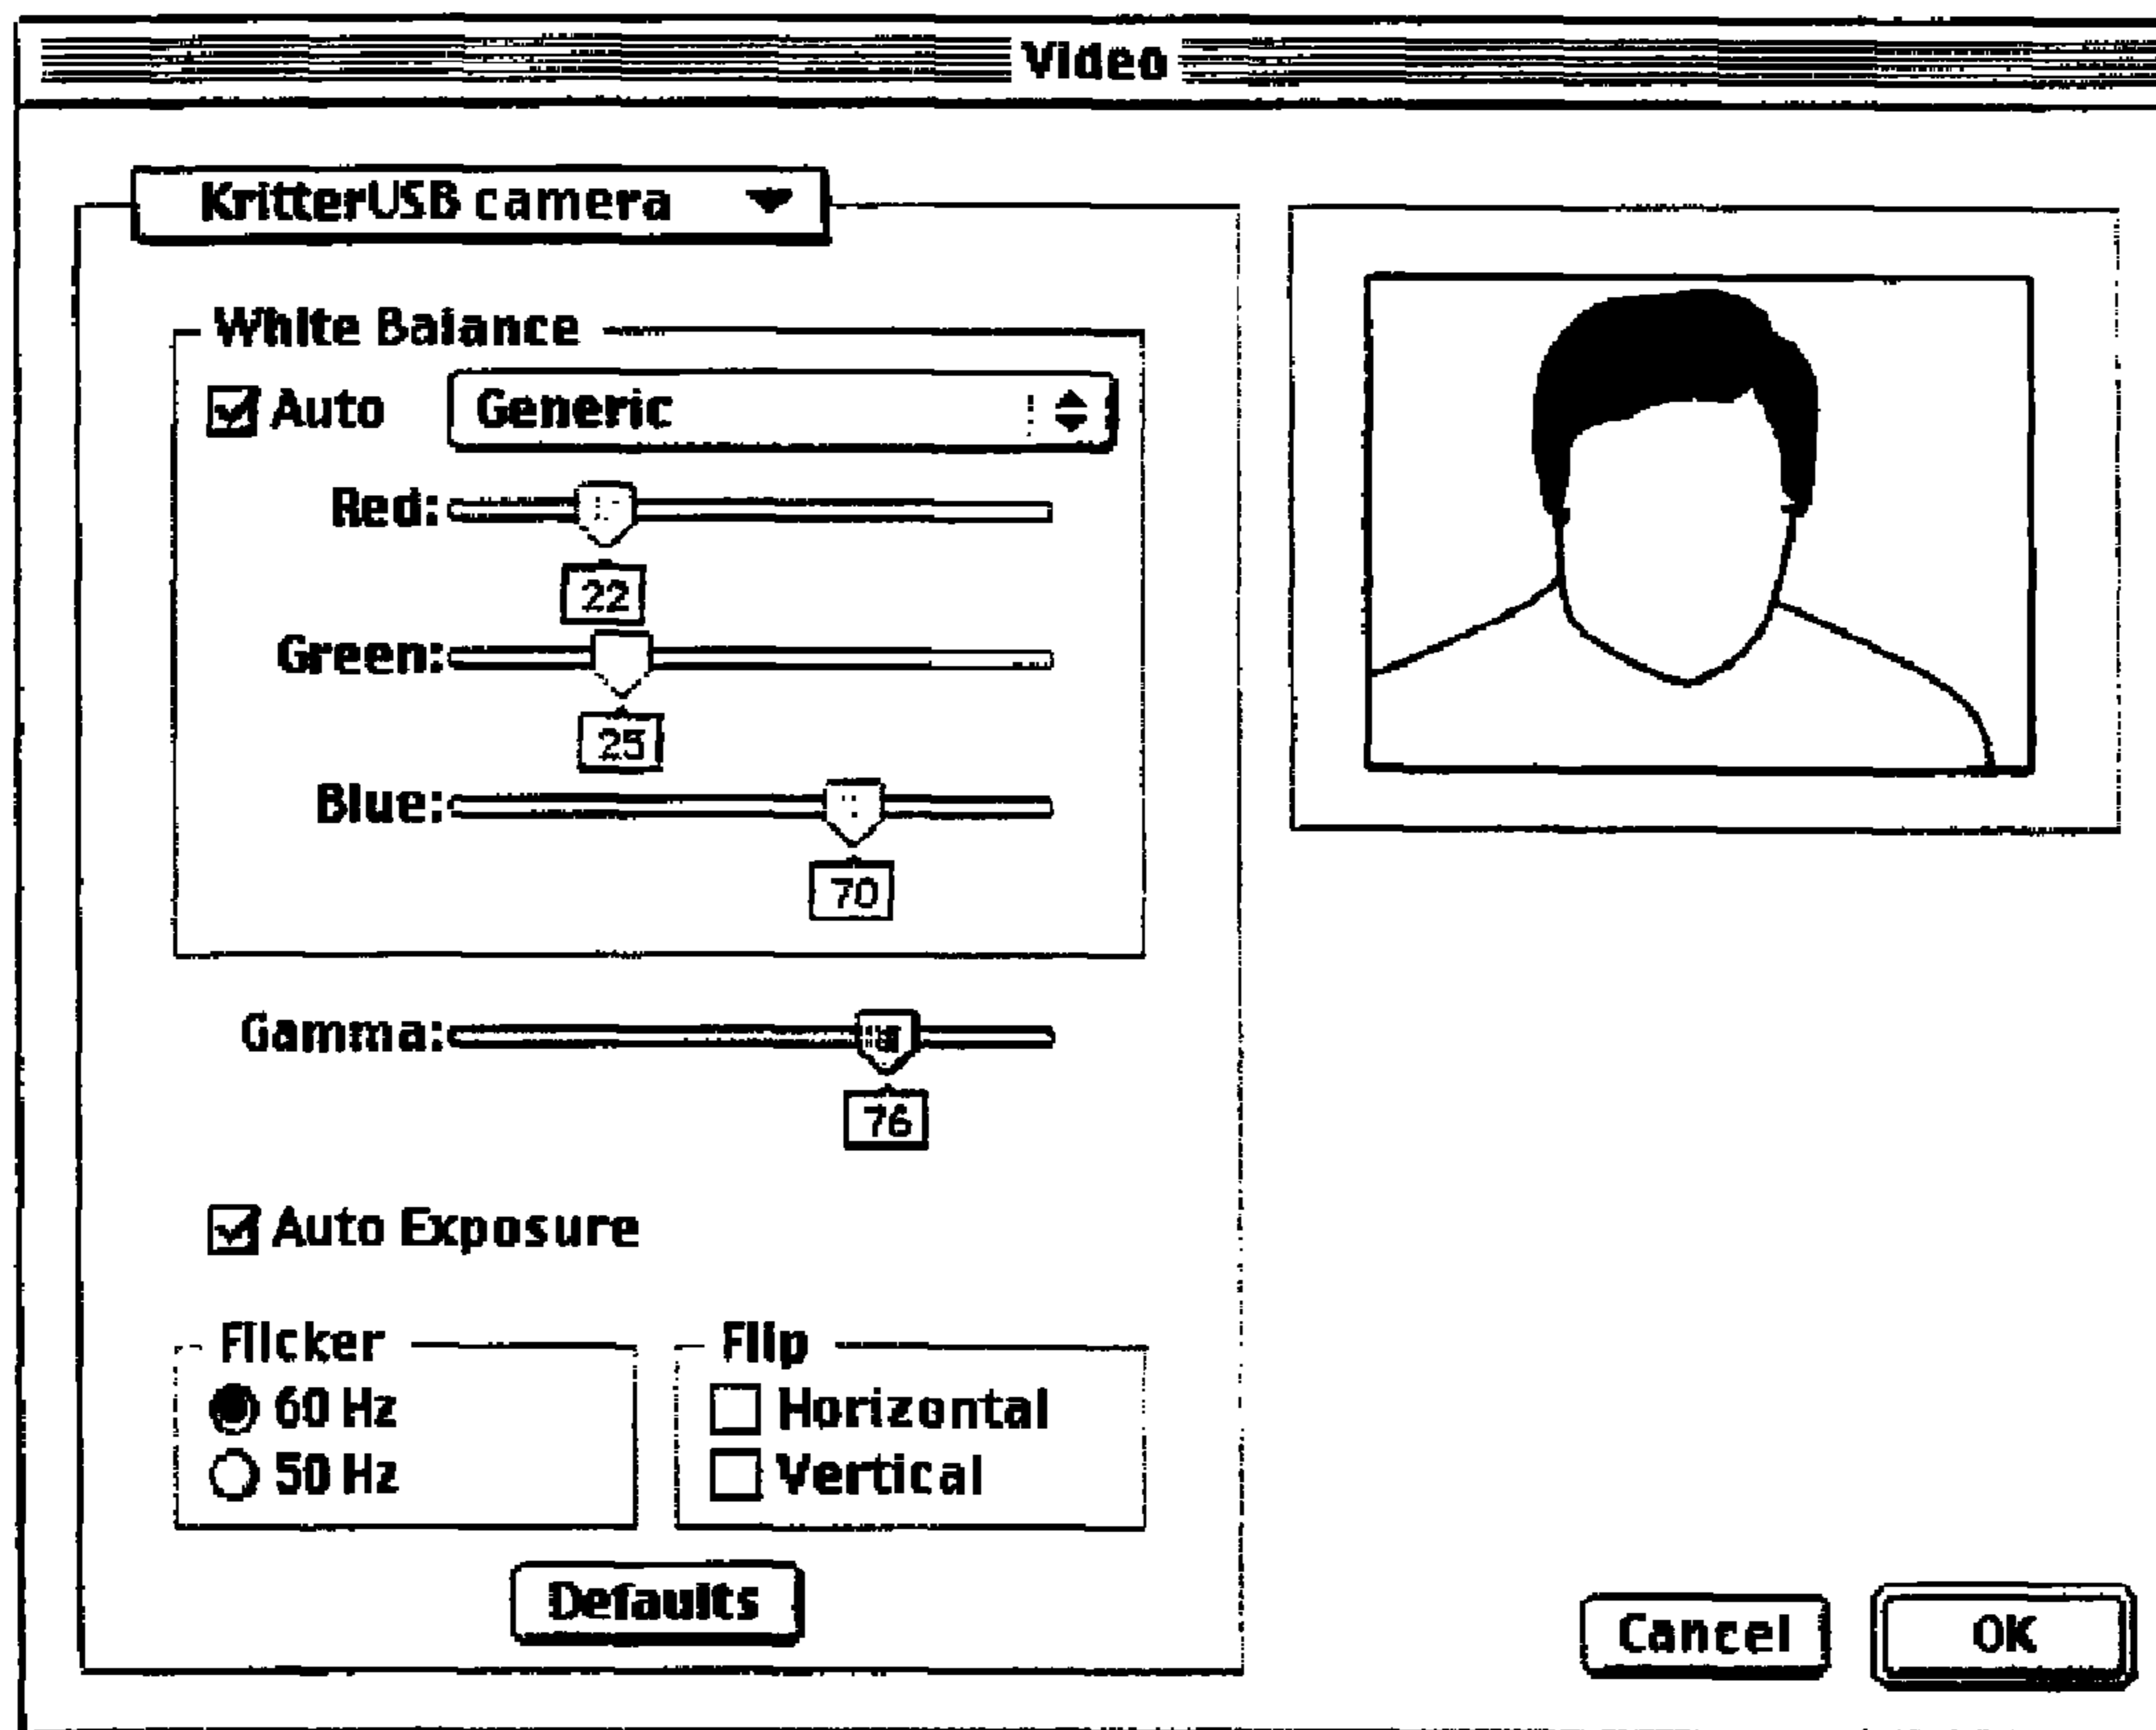 Video
KritterUSB camera
White Balance
Auto Generic
Red:
22
Green:
25
Blue:
70
Gamma:
76
Auto Exposure
Flicker Flip
60 Hz Horizontal
50 Hz Vertical
Defaults
Cancel OK